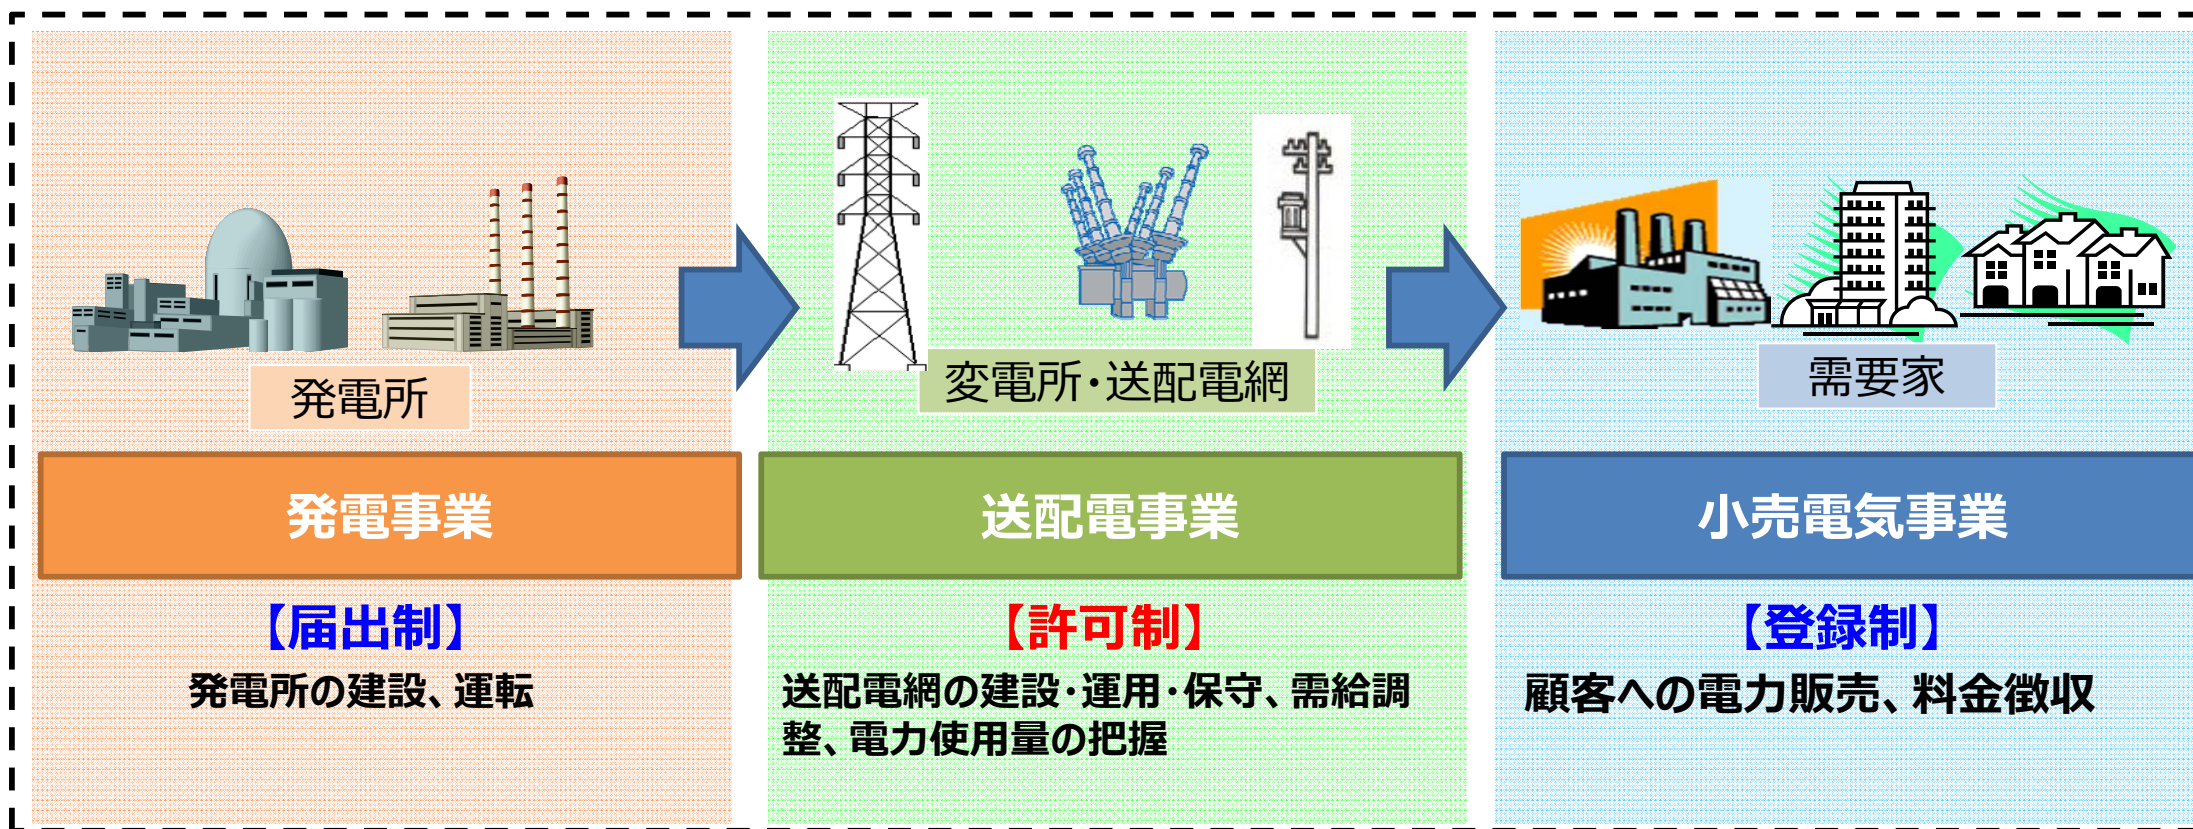 発電所
変電所・送配電網
需要家
発電事業
送配電事業
小売電気事業
【届出制】
【許可制】
【登録制】
発電所の建設、運転
送配電網の建設・運用・保守、需給調
整、電力使用量の把握
顧客への電力販売、料金徴収